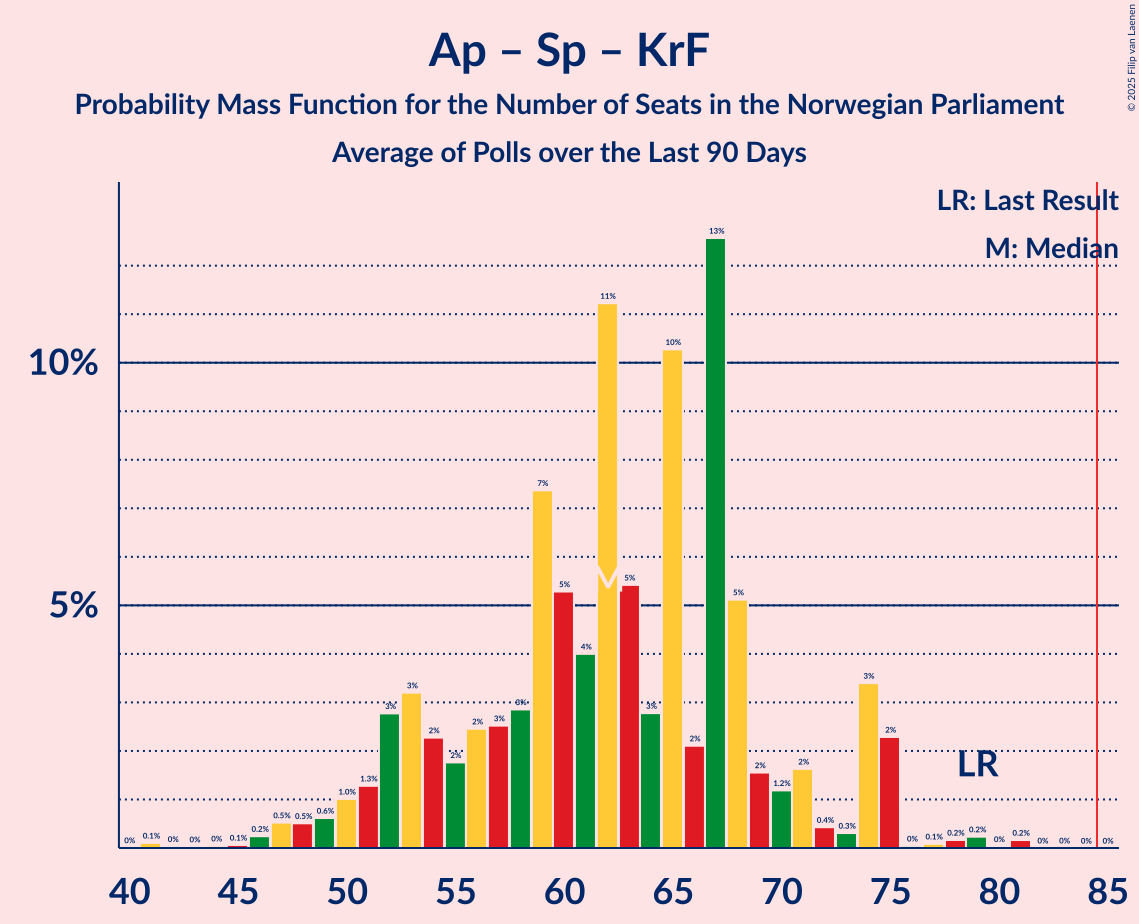 Ap – Sp – KrF
Probability Mass Function for the Number of Seats in the Norwegian Parliament
Average of Polls over the Last 90 Days
© 2025 Filip van Laenen
LR: Last Result
M: Median
10%
5%
0% 0.1% 0% 0% 0% 0.1% 0.2% 0.5% 0.5% 0.6% 1.0% 1.3% 3% 3% 2% 2% 2% 3% 3% 7% 5% 4% 11% 5% 3% 10% 2% 13% 5% 2% 1.2% 2% 0.4% 0.3% 3% 2% 0% 0.1% 0.2% 0.2% 0% 0.2% 0% 0% 0% 0%
M
LR
40 45 50 55 60 65 70 75 80 85